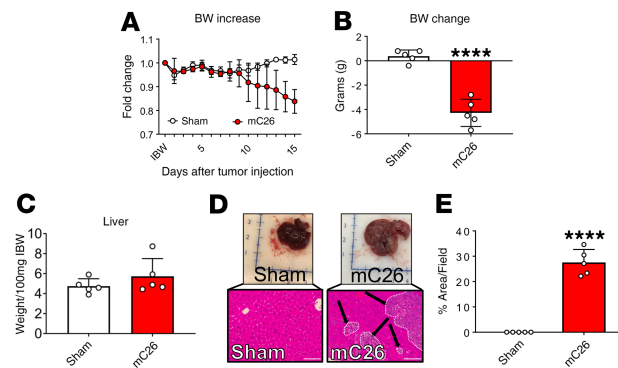 A
BW increase
Fold change
1.1
1.0
0.9
0.8
0.7
Sham
mC26
IBW
5
10
15
Days after tumor injection
B
BW change
Grams (g)
2
0
-2
-4
-6
****
Sham
mC26
C
Liver
Weight/100mg IBW
10
8
6
4
2
0
Sham
mC26
D
Sham
mC26
Sham
mC26
E
% Area/Field
40
30
20
10
0
****
Sham
mC26